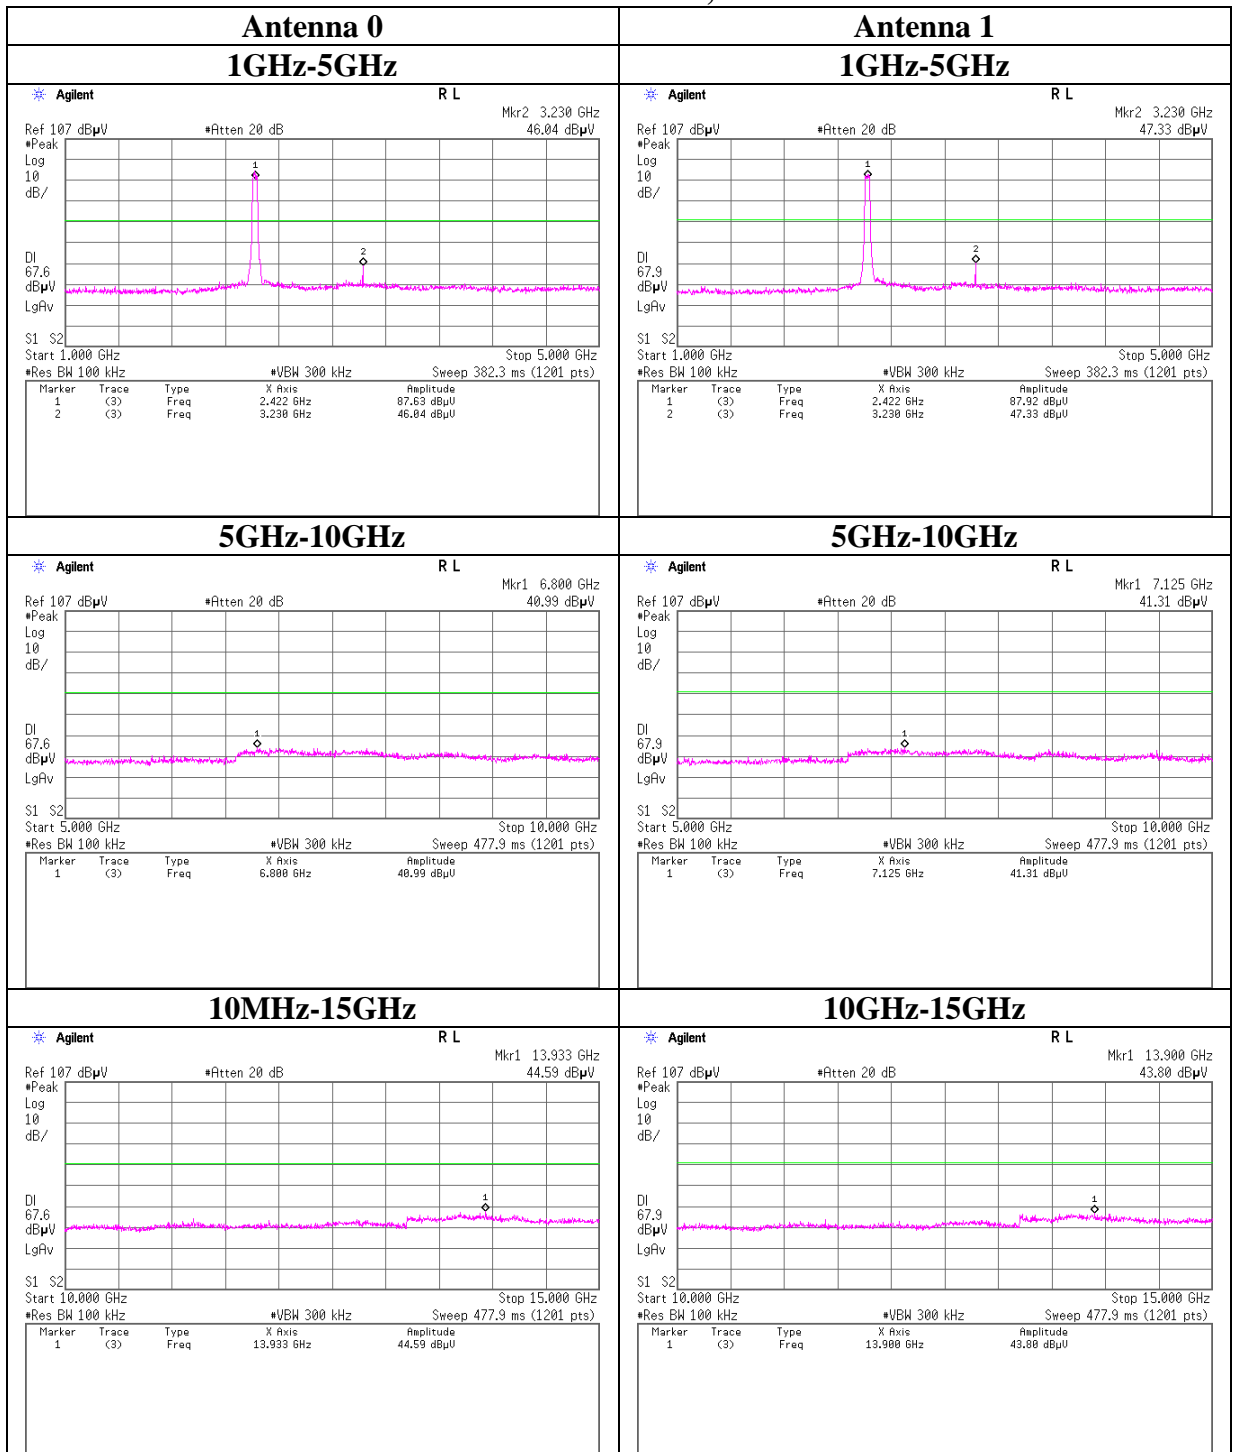 Antenna 0
Antenna 1
1GHz-5GHz
1GHz-5GHz
Agilent
R L
Mkr2 3.230 GHz
Ref 107 dBµV
#Atten 20 dB
46.04 dBµV
#Peak
Log
10
dB/
1
2
DI
67.6
dBµV
LgAv
S1 S2
Start 1.000 GHz
Stop 5.000 GHz
#Res BW 100 kHz
#VBW 300 kHz
Sweep 382.3 ms (1201 pts)
Marker Trace Type X Axis Amplitude
1 (3) Freq 2.422 GHz 87.63 dBµV
2 (3) Freq 3.230 GHz 46.04 dBµV
Agilent
R L
Mkr2 3.230 GHz
Ref 107 dBµV
#Atten 20 dB
47.33 dBµV
#Peak
Log
10
dB/
1
2
DI
67.9
dBµV
LgAv
S1 S2
Start 1.000 GHz
Stop 5.000 GHz
#Res BW 100 kHz
#VBW 300 kHz
Sweep 382.3 ms (1201 pts)
Marker Trace Type X Axis Amplitude
1 (3) Freq 2.422 GHz 87.92 dBµV
2 (3) Freq 3.230 GHz 47.33 dBµV
5GHz-10GHz
5GHz-10GHz
Agilent
R L
Mkr1 6.800 GHz
Ref 107 dBµV
#Atten 20 dB
40.99 dBµV
#Peak
Log
10
dB/
1
DI
67.6
dBµV
LgAv
S1 S2
Start 5.000 GHz
Stop 10.000 GHz
#Res BW 100 kHz
#VBW 300 kHz
Sweep 477.9 ms (1201 pts)
Marker Trace Type X Axis Amplitude
1 (3) Freq 6.800 GHz 40.99 dBµV
Agilent
R L
Mkr1 7.125 GHz
Ref 107 dBµV
#Atten 20 dB
41.31 dBµV
#Peak
Log
10
dB/
1
DI
67.9
dBµV
LgAv
S1 S2
Start 5.000 GHz
Stop 10.000 GHz
#Res BW 100 kHz
#VBW 300 kHz
Sweep 477.9 ms (1201 pts)
Marker Trace Type X Axis Amplitude
1 (3) Freq 7.125 GHz 41.31 dBµV
10MHz-15GHz
10GHz-15GHz
Agilent
R L
Mkr1 13.933 GHz
Ref 107 dBµV
#Atten 20 dB
44.59 dBµV
#Peak
Log
10
dB/
1
DI
67.6
dBµV
LgAv
S1 S2
Start 10.000 GHz
Stop 15.000 GHz
#Res BW 100 kHz
#VBW 300 kHz
Sweep 477.9 ms (1201 pts)
Marker Trace Type X Axis Amplitude
1 (3) Freq 13.933 GHz 44.59 dBµV
Agilent
R L
Mkr1 13.900 GHz
Ref 107 dBµV
#Atten 20 dB
43.80 dBµV
#Peak
Log
10
dB/
1
DI
67.9
dBµV
LgAv
S1 S2
Start 10.000 GHz
Stop 15.000 GHz
#Res BW 100 kHz
#VBW 300 kHz
Sweep 477.9 ms (1201 pts)
Marker Trace Type X Axis Amplitude
1 (3) Freq 13.900 GHz 43.80 dBµV